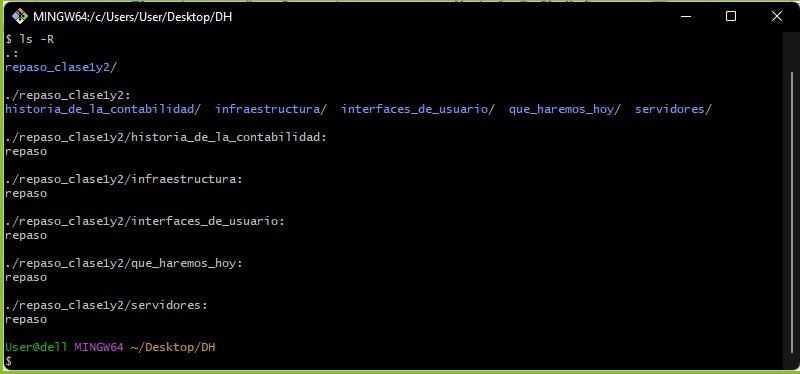 MINGW64:/c/Users/User/Desktop/DH
$ ls -R
.:
repaso_clase1y2/
./repaso_clase1y2:
historia_de_la_contabilidad/ infraestructura/ interfaces_de_usuario/ que_haremos_hoy/ servidores/
./repaso_clase1y2/historia_de_la_contabilidad:
repaso
./repaso_clase1y2/infraestructura:
repaso
./repaso_clase1y2/interfaces_de_usuario:
repaso
./repaso_clase1y2/que_haremos_hoy:
repaso
./repaso_clase1y2/servidores:
repaso
User@dell MINGW64 ~/Desktop/DH
$